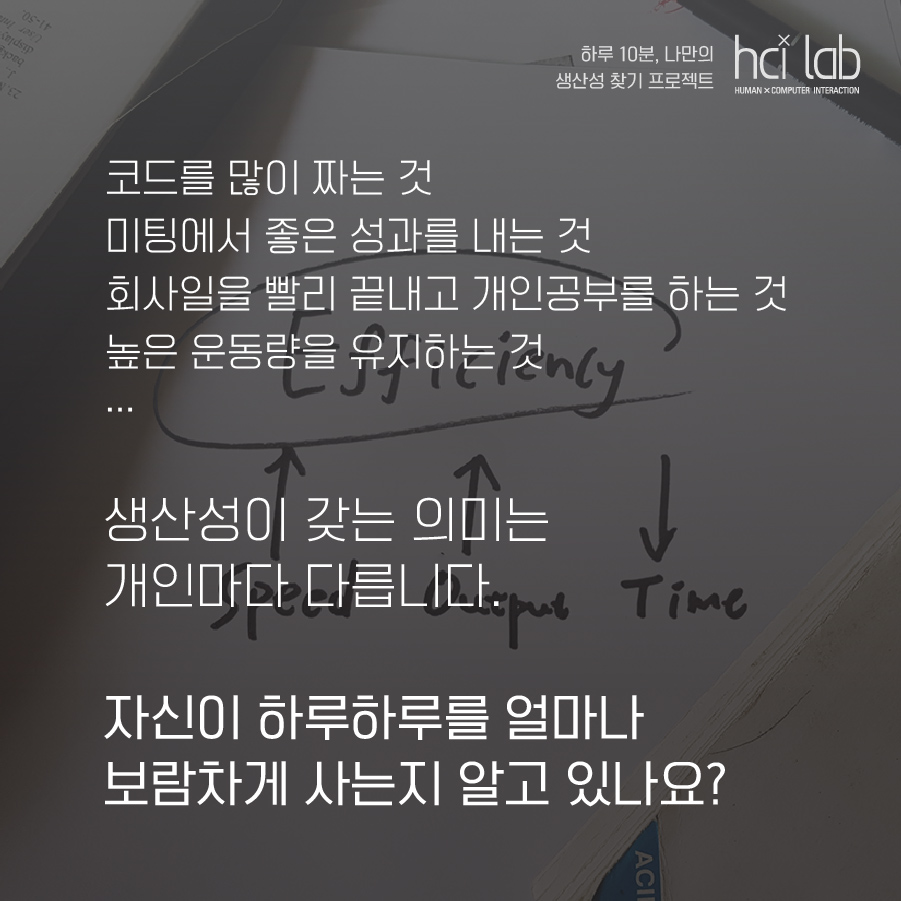 하루 10분, 나만의
생산성 찾기 프로젝트
hci lab
HUMAN × COMPUTER INTERACTION
코드를 많이 짜는 것
미팅에서 좋은 성과를 내는 것
회사일을 빨리 끝내고 개인공부를 하는 것
높은 운동량을 유지하는 것
...
Efficiency
생산성이 갖는 의미는
개인마다 다릅니다.
Speed Output Time
자신이 하루하루를 얼마나
보람차게 사는지 알고 있나요?